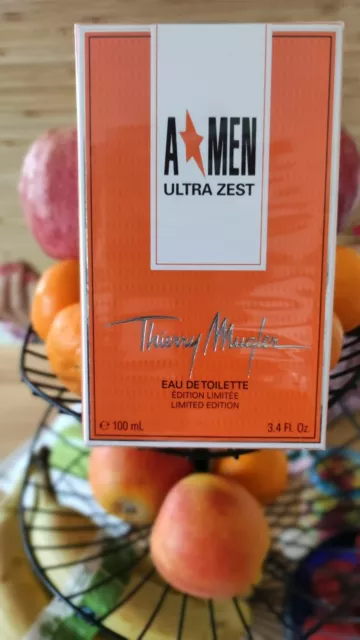 A★MEN
ULTRA ZEST
Thierry Mugler
EAU DE TOILETTE
ÉDITION LIMITÉE
LIMITED EDITION
℮ 100 mL 3.4 Fl. Oz.